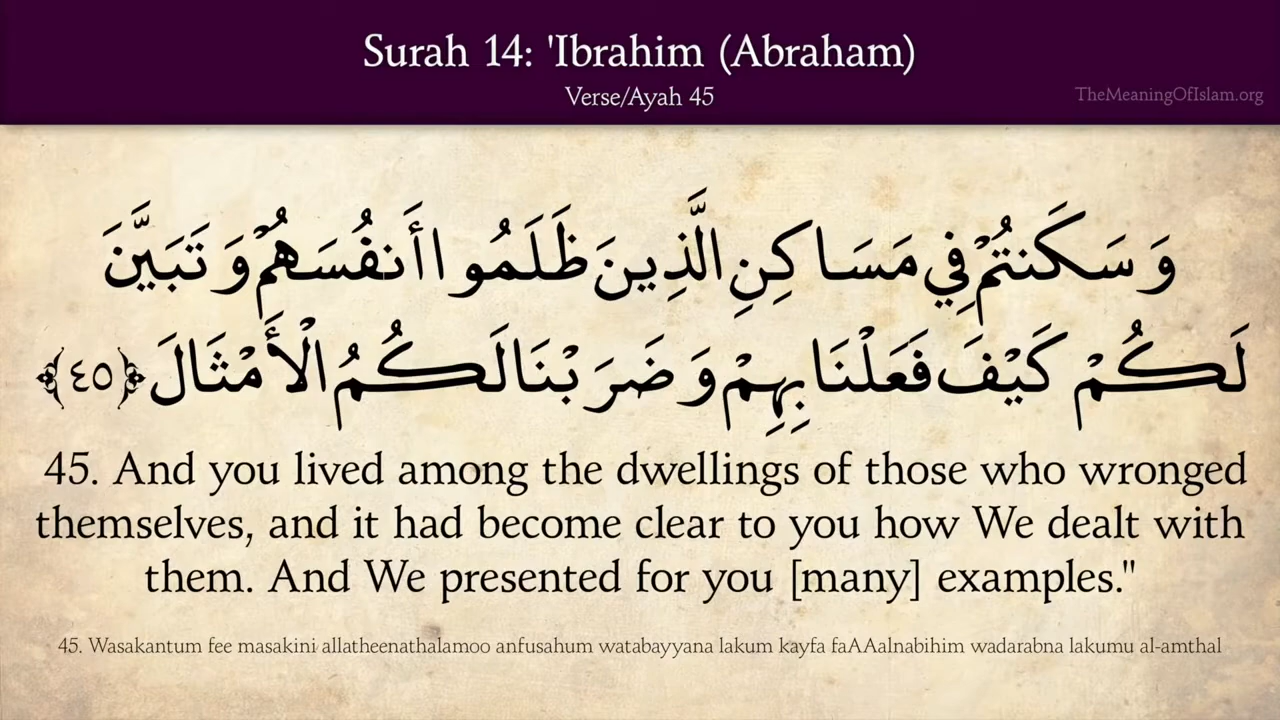 Surah 14: 'Ibrahim (Abraham)
Verse/Ayah 45
TheMeaningOfIslam.org
وَسَكَنتُمْ فِي مَسَاكِنِ الَّذِينَ ظَلَمُوا أَنفُسَهُمْ وَتَبَيَّنَ
لَكُمْ كَيْفَ فَعَلْنَا بِهِمْ وَضَرَبْنَا لَكُمُ الْأَمْثَالَ ﴿٤٥﴾
45. And you lived among the dwellings of those who wronged
themselves, and it had become clear to you how We dealt with
them. And We presented for you [many] examples."
45. Wasakantum fee masakini allatheenathalamoo anfusahum watabayyana lakum kayfa faAAalnabihim wadarabna lakumu al-amthal